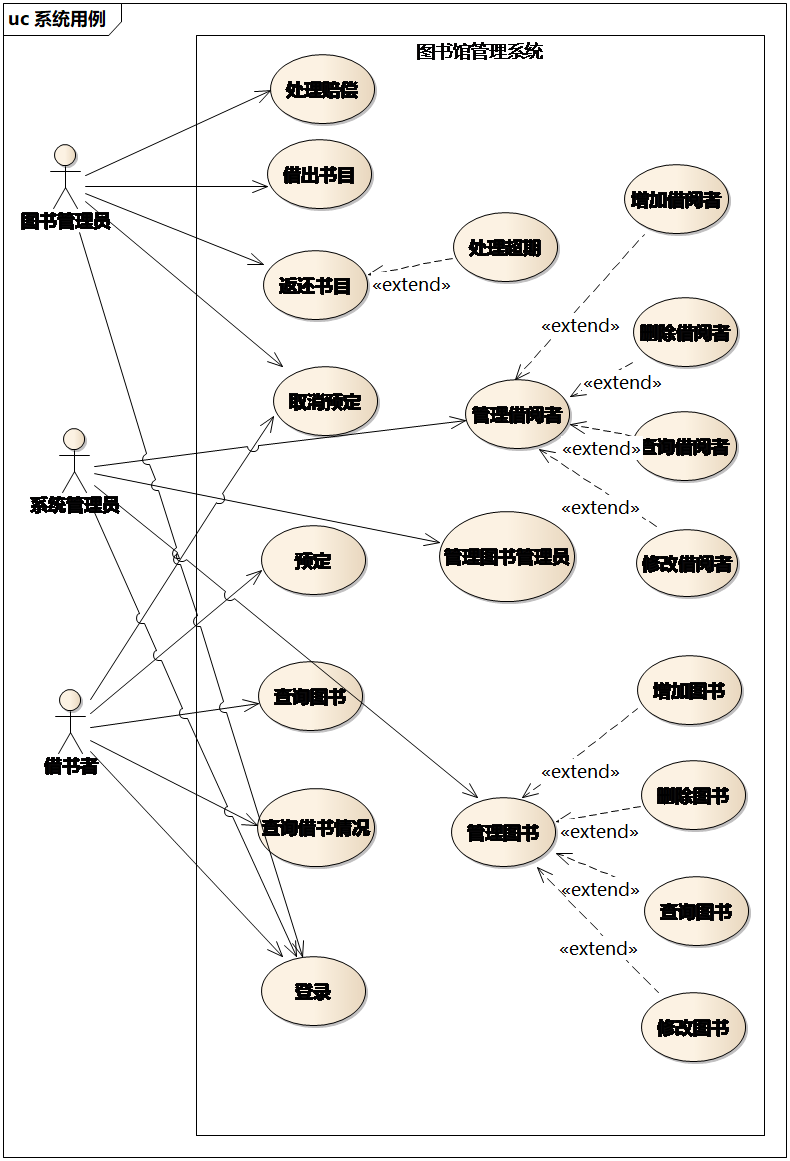 uc 系统用例
图书馆管理系统
处理赔偿
借出书目
增加借阅者
图书管理员
处理超期
返还书目
«extend»
«extend»
删除借阅者
«extend»
取消预定
管理借阅者
«extend»
查询借阅者
系统管理员
«extend»
预定
管理图书管理员
修改借阅者
查询图书
增加图书
借书者
«extend»
删除图书
查询借书情况
管理图书
«extend»
«extend»
查询图书
«extend»
登录
修改图书